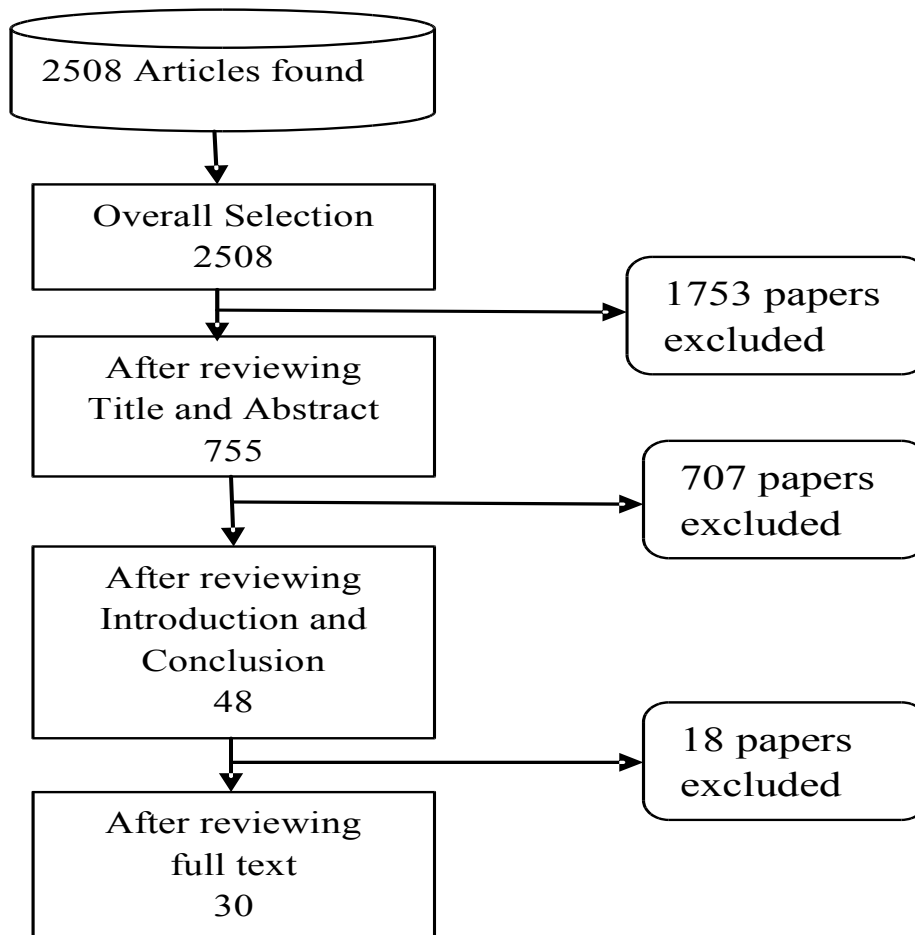 2508 Articles found
Overall Selection
2508
1753 papers
excluded
After reviewing
Title and Abstract
755
707 papers
excluded
After reviewing
Introduction and
Conclusion
48
18 papers
excluded
After reviewing
full text
30